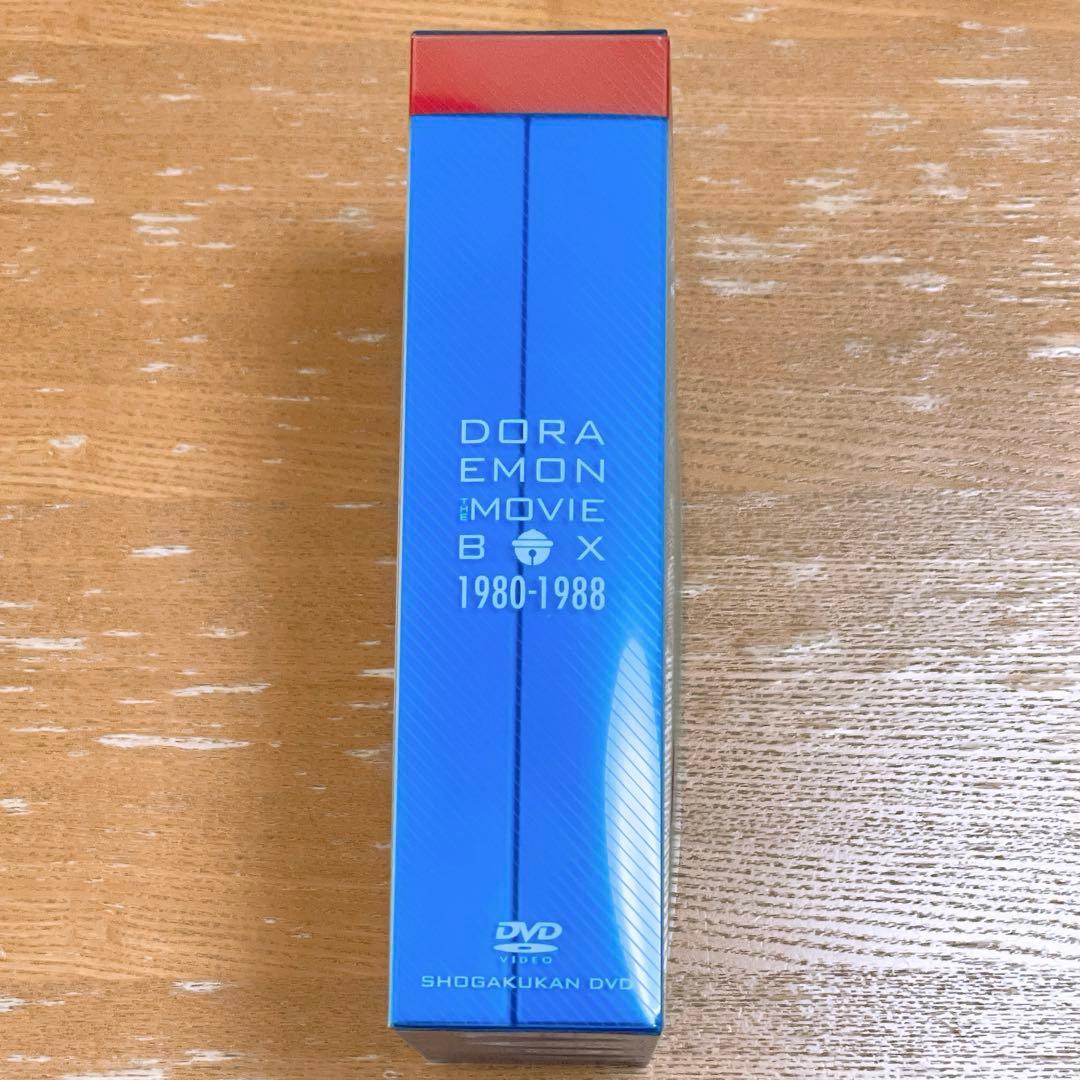 DORA
EMON
THE MOVIE
B X
1980-1988
DVD
VIDEO
SHOGAKUKAN DVD